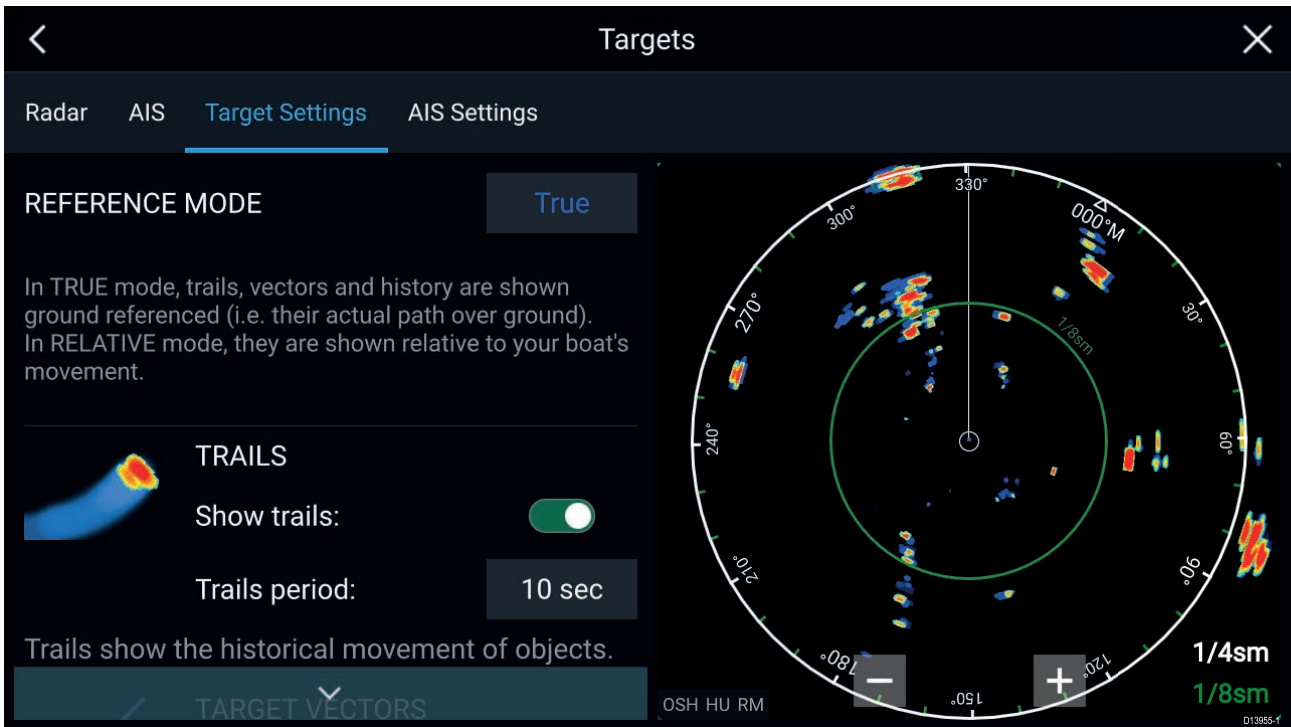 Targets
Radar AIS Target Settings AIS Settings
REFERENCE MODE True
In TRUE mode, trails, vectors and history are shown
ground referenced (i.e. their actual path over ground).
In RELATIVE mode, they are shown relative to your boat's
movement.
TRAILS
Show trails:
Trails period: 10 sec
Trails show the historical movement of objects.
TARGET VECTORS
330°
000°M
30°
60°
90°
120°
150°
180°
210°
240°
270°
300°
1/8sm
OSH HU RM
1/4sm
1/8sm
D13955-1